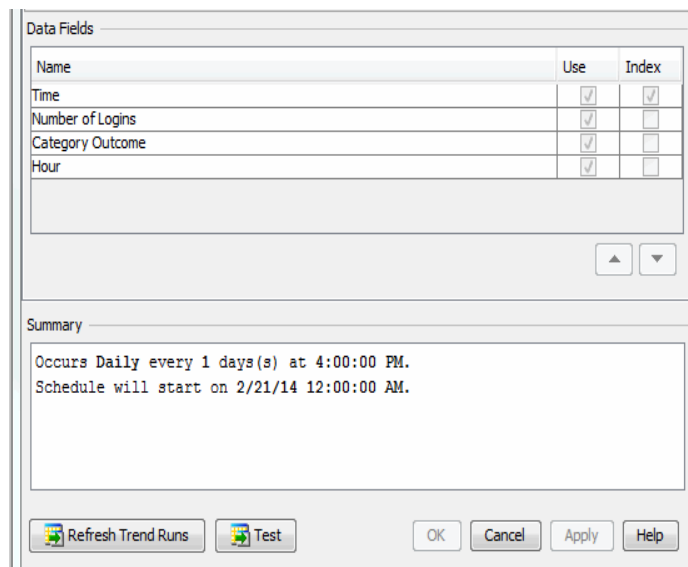 Data Fields
Name Use Index
Time
Number of Logins
Category Outcome
Hour
Summary
Occurs Daily every 1 days(s) at 4:00:00 PM.
Schedule will start on 2/21/14 12:00:00 AM.
Refresh Trend Runs Test OK Cancel Apply Help